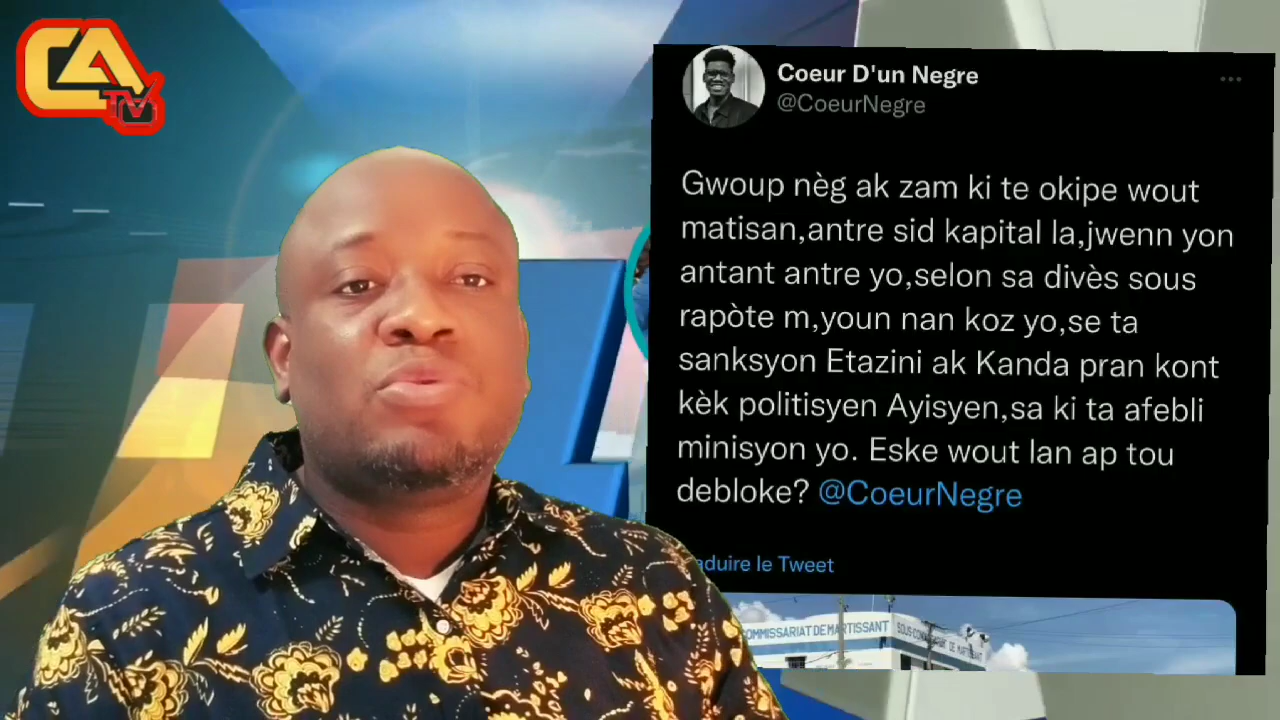 CA
TV
Coeur D'un Negre
@CoeurNegre
Gwoup nèg ak zam ki te okipe wout
matisan,antre sid kapital la,jwenn yon
antant antre yo,selon sa divès sous
rapòte m,youn nan koz yo,se ta
sanksyon Etazini ak Kanda pran kont
kèk politisyen Ayisyen,sa ki ta afebli
minisyon yo. Eske wout lan ap tou
debloke? @CoeurNegre
aduire le Tweet
COMMISSARIAT DE MARTISSANT
DE MARTISSANT